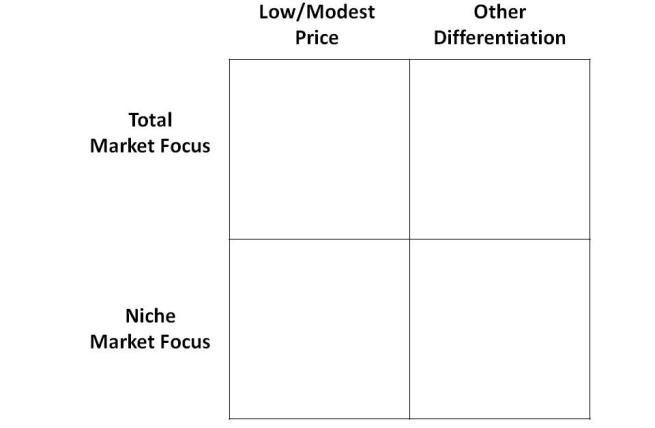 Low/Modest
Price
Other
Differentiation
Total
Market Focus
Niche
Market Focus